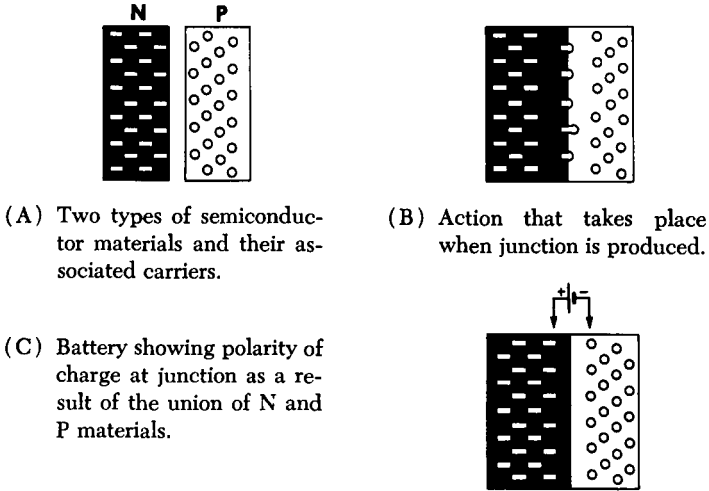 N P
(A) Two types of semiconduc-
tor materials and their as-
sociated carriers.
(B) Action that takes place
when junction is produced.
+ -
(C) Battery showing polarity of
charge at junction as a re-
sult of the union of N and
P materials.